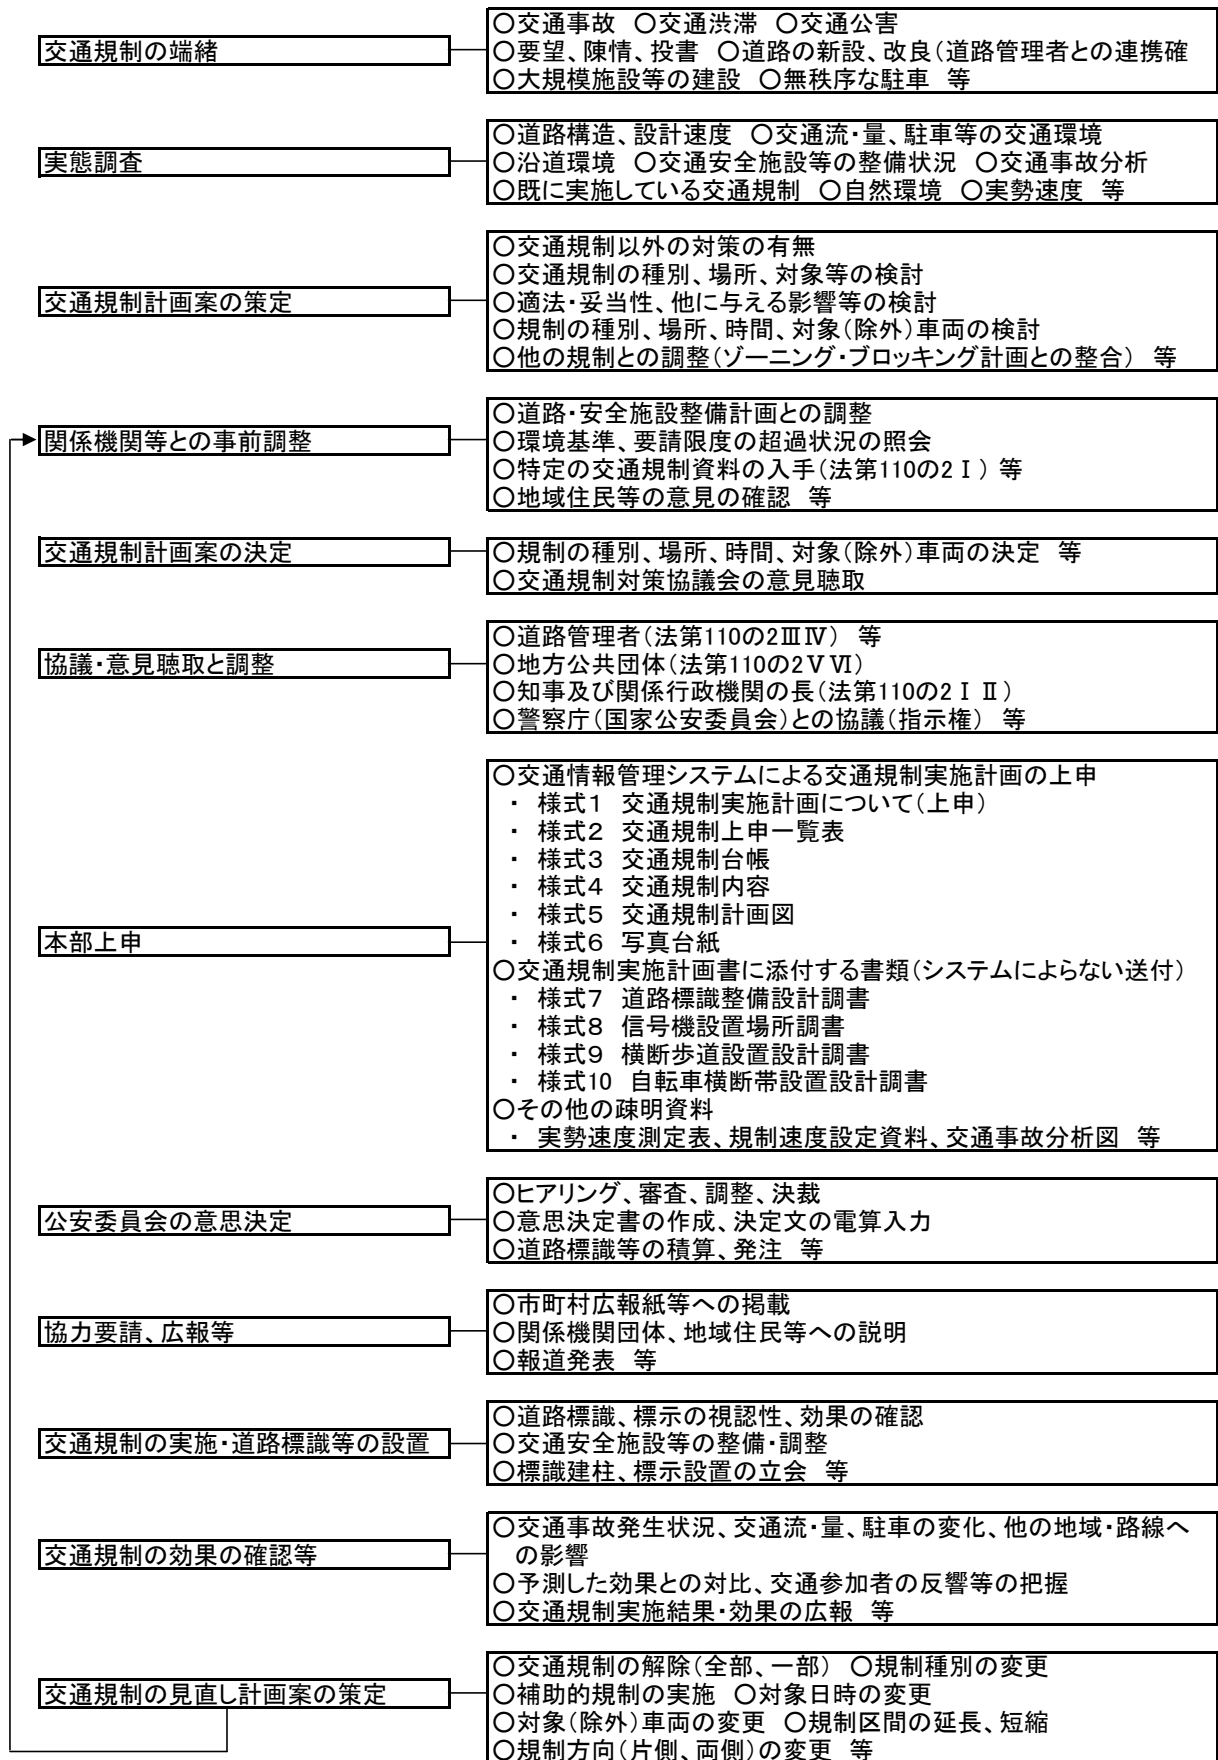 交通規制の端緒
○交通事故　○交通渋滞　○交通公害
○要望、陳情、投書　○道路の新設、改良（道路管理者との連携確
○大規模施設等の建設　○無秩序な駐車　等
実態調査
○道路構造、設計速度　○交通流・量、駐車等の交通環境
○沿道環境　○交通安全施設等の整備状況　○交通事故分析
○既に実施している交通規制　○自然環境　○実勢速度　等
交通規制計画案の策定
○交通規制以外の対策の有無
○交通規制の種別、場所、対象等の検討
○適法・妥当性、他に与える影響等の検討
○規制の種別、場所、時間、対象（除外）車両の検討
○他の規制との調整（ゾーニング・ブロッキング計画との整合）　等
関係機関等との事前調整
○道路・安全施設整備計画との調整
○環境基準、要請限度の超過状況の照会
○特定の交通規制資料の入手（法第110の2Ⅰ）等
○地域住民等の意見の確認　等
交通規制計画案の決定
○規制の種別、場所、時間、対象（除外）車両の決定　等
○交通規制対策協議会の意見聴取
協議・意見聴取と調整
○道路管理者（法第110の2ⅢⅣ）　等
○地方公共団体（法第110の2ⅤⅥ）
○知事及び関係行政機関の長（法第110の2ⅠⅡ）
○警察庁（国家公安委員会）との協議（指示権）　等
本部上申
○交通情報管理システムによる交通規制実施計画の上申
・　様式１　交通規制実施計画について（上申）
・　様式２　交通規制上申一覧表
・　様式３　交通規制台帳
・　様式４　交通規制内容
・　様式５　交通規制計画図
・　様式６　写真台紙
○交通規制実施計画書に添付する書類（システムによらない送付）
・　様式７　道路標識整備設計調書
・　様式８　信号機設置場所調書
・　様式９　横断歩道設置設計調書
・　様式10　自転車横断帯設置設計調書
○その他の疎明資料
・　実勢速度測定表、規制速度設定資料、交通事故分析図　等
公安委員会の意思決定
○ヒアリング、審査、調整、決裁
○意思決定書の作成、決定文の電算入力
○道路標識等の積算、発注　等
協力要請、広報等
○市町村広報紙等への掲載
○関係機関団体、地域住民等への説明
○報道発表　等
交通規制の実施・道路標識等の設置
○道路標識、標示の視認性、効果の確認
○交通安全施設等の整備・調整
○標識建柱、標示設置の立会　等
交通規制の効果の確認等
○交通事故発生状況、交通流・量、駐車の変化、他の地域・路線へ
の影響
○予測した効果との対比、交通参加者の反響等の把握
○交通規制実施結果・効果の広報　等
交通規制の見直し計画案の策定
○交通規制の解除（全部、一部）　○規制種別の変更
○補助的規制の実施　○対象日時の変更
○対象（除外）車両の変更　○規制区間の延長、短縮
○規制方向（片側、両側）の変更　等